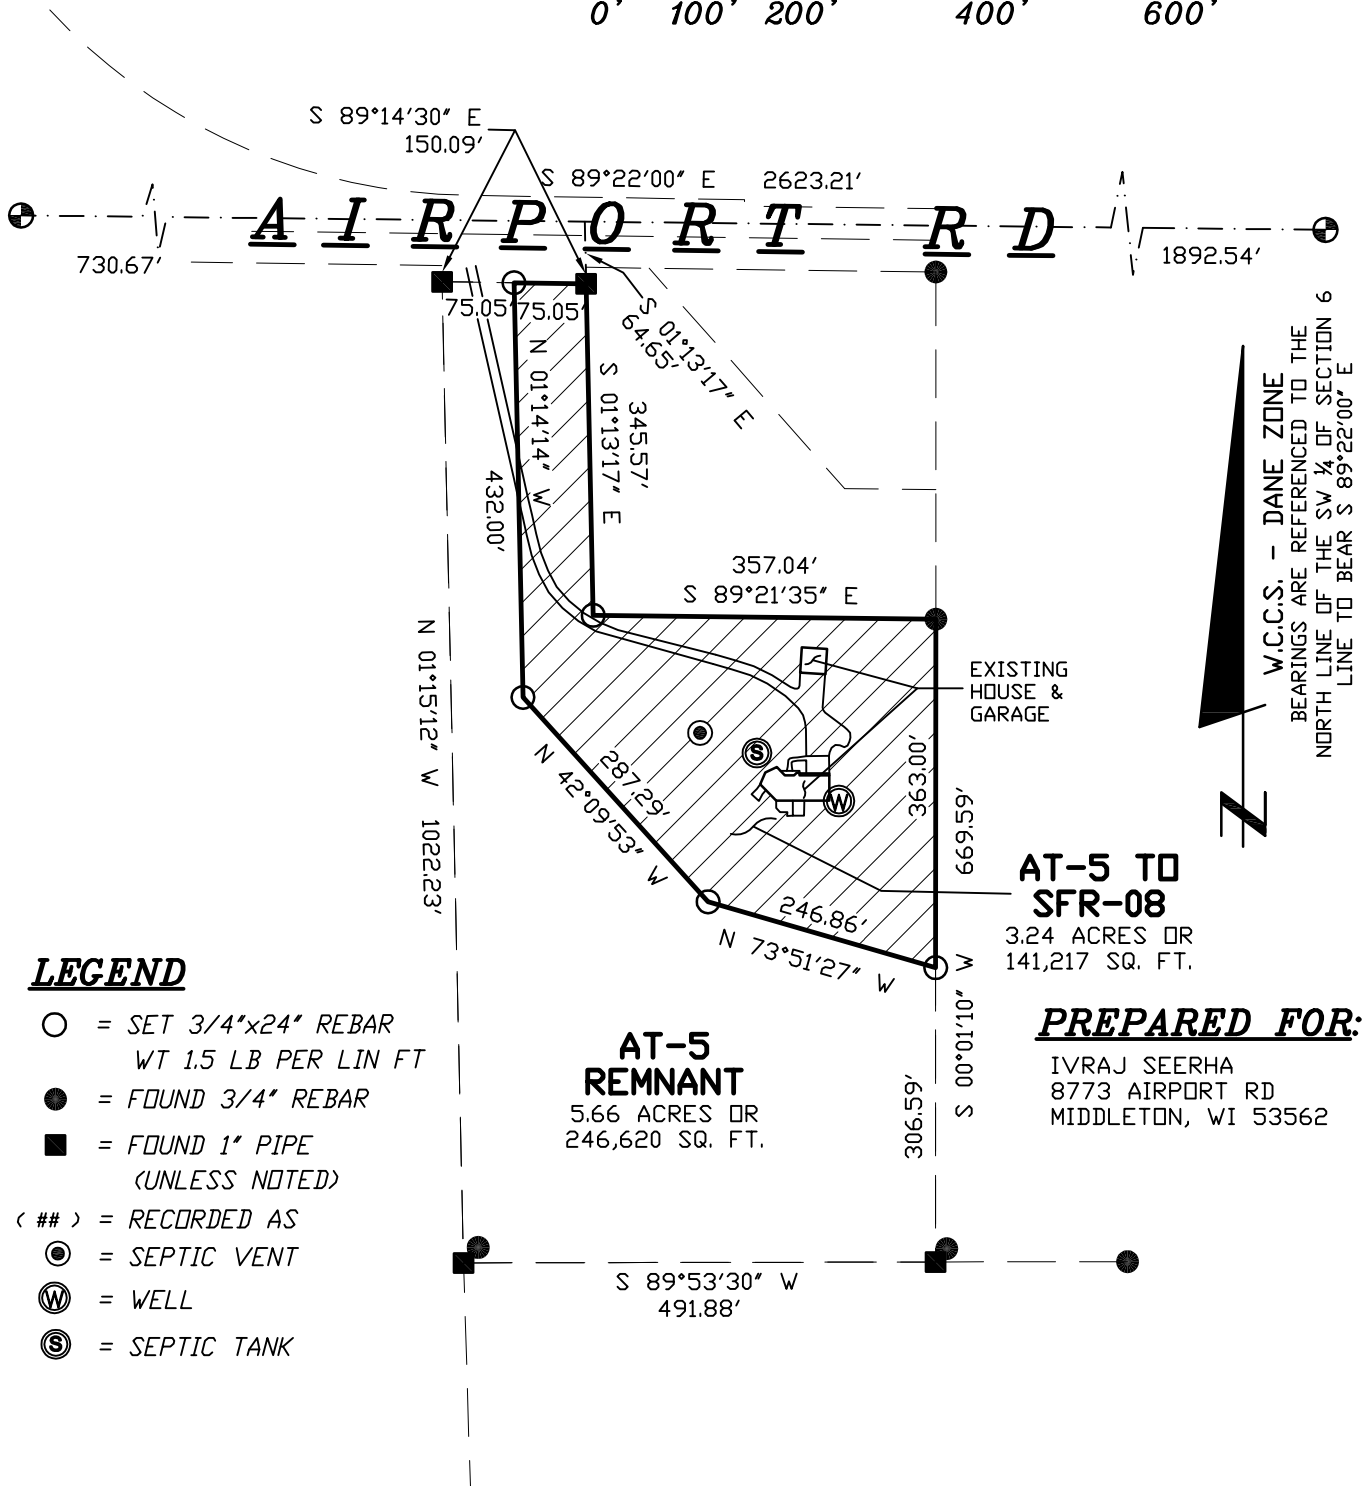 0' 100' 200' 400' 600'
S 89°14'30" E
150.09'
S 89°22'00" E 2623.21'
AIRPORT RD
730.67'
1892.54'
75.05' 75.05'
S 01°13'17" E
64.65'
N 01°14'14" W
432.00'
S 01°13'17" E
345.57'
357.04'
S 89°21'35" E
W.C.C.S. - DANE ZONE
BEARINGS ARE REFERENCED TO THE
NORTH LINE OF THE SW ¼ OF SECTION 6
LINE TO BEAR S 89°22'00" E
N
EXISTING
HOUSE &
GARAGE
N 01°15'12" W 1022.23'
S
W
287.29'
N 42°09'53" W
363.00'
669.59'
AT-5 TO
SFR-08
3.24 ACRES OR
141,217 SQ. FT.
246.86'
N 73°51'27" W
S 00°01'10" W
306.59'
LEGEND
= SET 3/4"x24" REBAR
WT 1.5 LB PER LIN FT
= FOUND 3/4" REBAR
= FOUND 1" PIPE
(UNLESS NOTED)
( ## ) = RECORDED AS
= SEPTIC VENT
W = WELL
S = SEPTIC TANK
AT-5
REMNANT
5.66 ACRES OR
246,620 SQ. FT.
PREPARED FOR:
IVRAJ SEERHA
8773 AIRPORT RD
MIDDLETON, WI 53562
S 89°53'30" W
491.88'